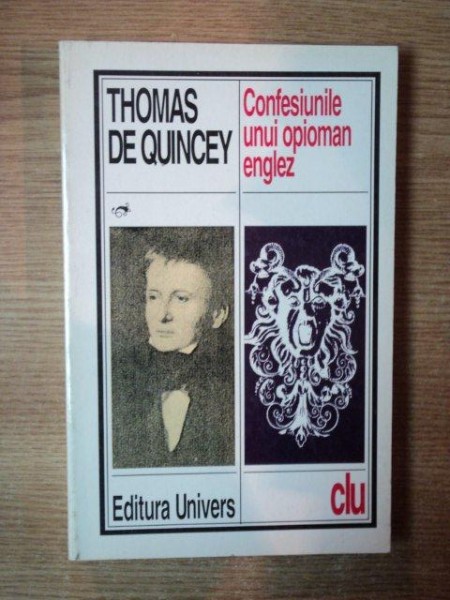 THOMAS
DE QUINCEY
Confesiunile
unui opioman
englez
Editura Univers
clu